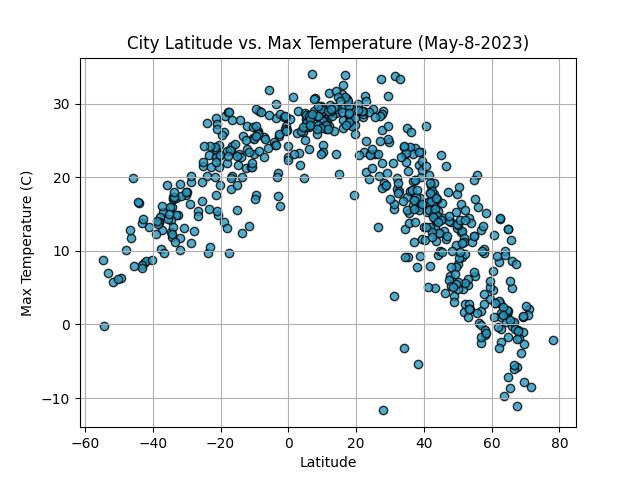 City Latitude vs. Max Temperature (May-8-2023)
Max Temperature (C)
30
20
10
0
−10
−60 −40 −20 0 20 40 60 80
Latitude